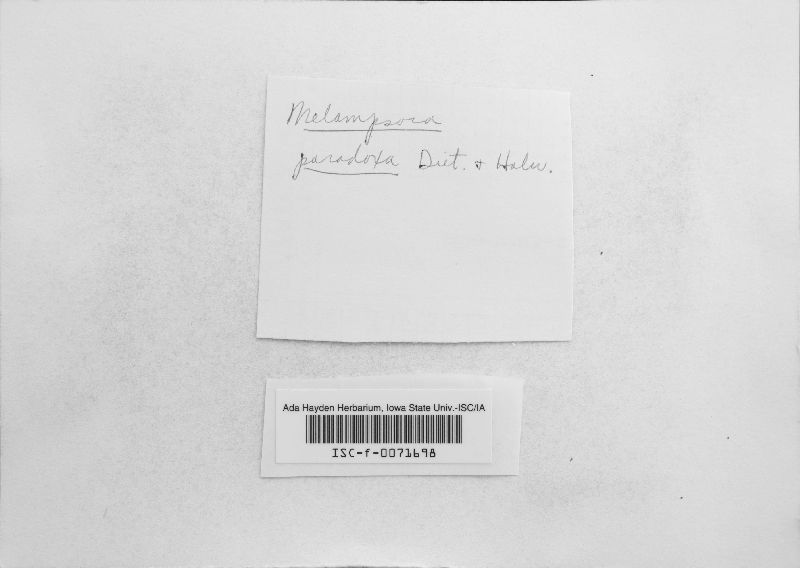 Melampsora
paradoxa Diet. + Holw.
Ada Hayden Herbarium, Iowa State Univ.-ISC/IA
ISC-f-0071698